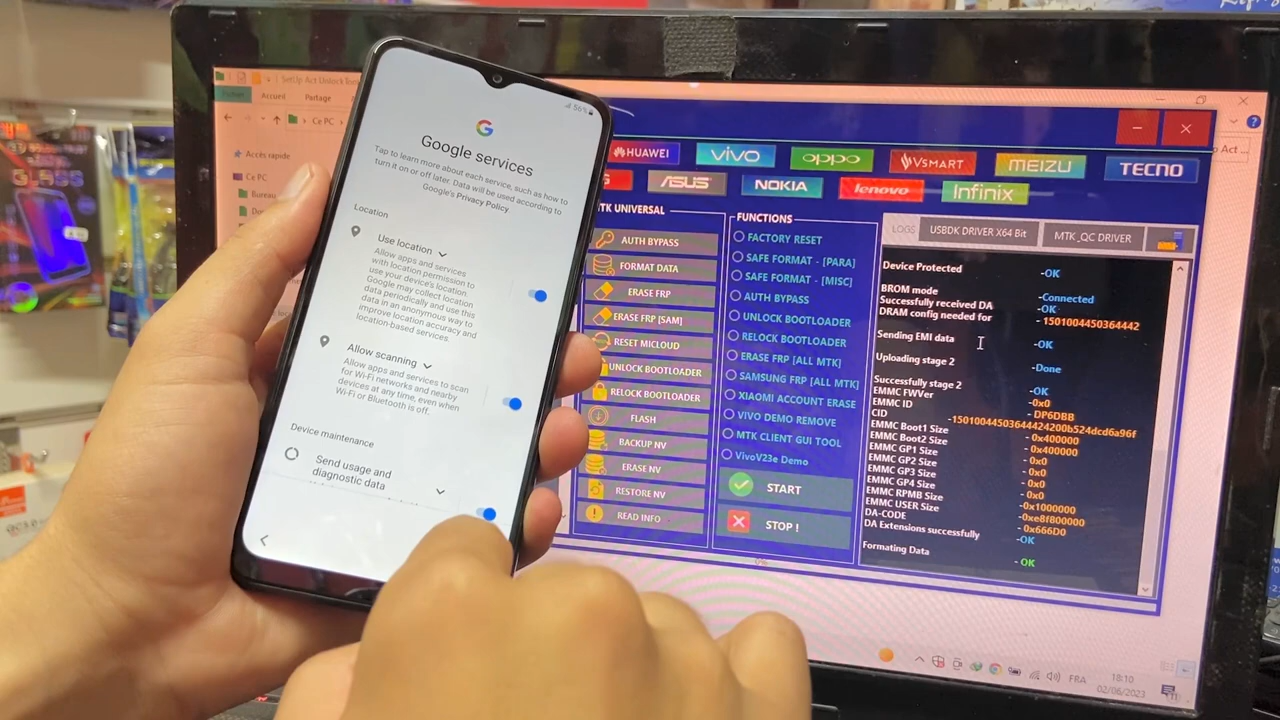 56%
Google services
Tap to learn more about each service, such as how to
turn it on or off later. Data will be used according to
Google's Privacy Policy.
Location
Use location
Allow apps and services
with location permission to
use your device's location.
Google may collect location
data periodically and use this
data in an anonymous way to
improve location accuracy and
location-based services.
Allow scanning
Allow apps and services to scan
for Wi-Fi networks and nearby
devices at any time, even when
Wi-Fi or Bluetooth is off.
Device maintenance
Send usage and
diagnostic data
Fichier
Accueil
Partage
Ce PC
Accès rapide
Ce PC
Bureau
HUAWEI
vivo
oppo
VSMART
MEIZU
TECNO
ASUS
NOKIA
lenovo
Infinix
MTK UNIVERSAL
AUTH BYPASS
FORMAT DATA
ERASE FRP
ERASE FRP [SAM]
RESET MICLOUD
UNLOCK BOOTLOADER
RELOCK BOOTLOADER
FLASH
BACKUP NV
ERASE NV
RESTORE NV
READ INFO
FUNCTIONS
FACTORY RESET
SAFE FORMAT - [PARA]
SAFE FORMAT - [MISC]
AUTH BYPASS
UNLOCK BOOTLOADER
RELOCK BOOTLOADER
ERASE FRP [ALL MTK]
SAMSUNG FRP [ALL MTK]
XIAOMI ACCOUNT ERASE
VIVO DEMO REMOVE
MTK CLIENT GUI TOOL
VivoV23e Demo
START
STOP !
LOGS
USBDK DRIVER X64 Bit
MTK_QC DRIVER
Device Protected -OK
BROM mode -Connected
Successfully received DA -OK
DRAM config needed for - 1501004450364442
Sending EMI data -OK
Uploading stage 2 -Done
Successfully stage 2 -OK
EMMC FWVer -0x0
EMMC ID - DP6DBB
CID -15010044503644424200b524dcd6a96f
EMMC Boot1 Size - 0x400000
EMMC Boot2 Size - 0x400000
EMMC GP1 Size - 0x0
EMMC GP2 Size - 0x0
EMMC GP3 Size - 0x0
EMMC GP4 Size - 0x0
EMMC RPMB Size -0x1000000
EMMC USER Size -0xe8f800000
DA-CODE - 0x666D0
DA Extensions successfully -OK
Formating Data - OK
0%
FRA
18:10
02/06/2023